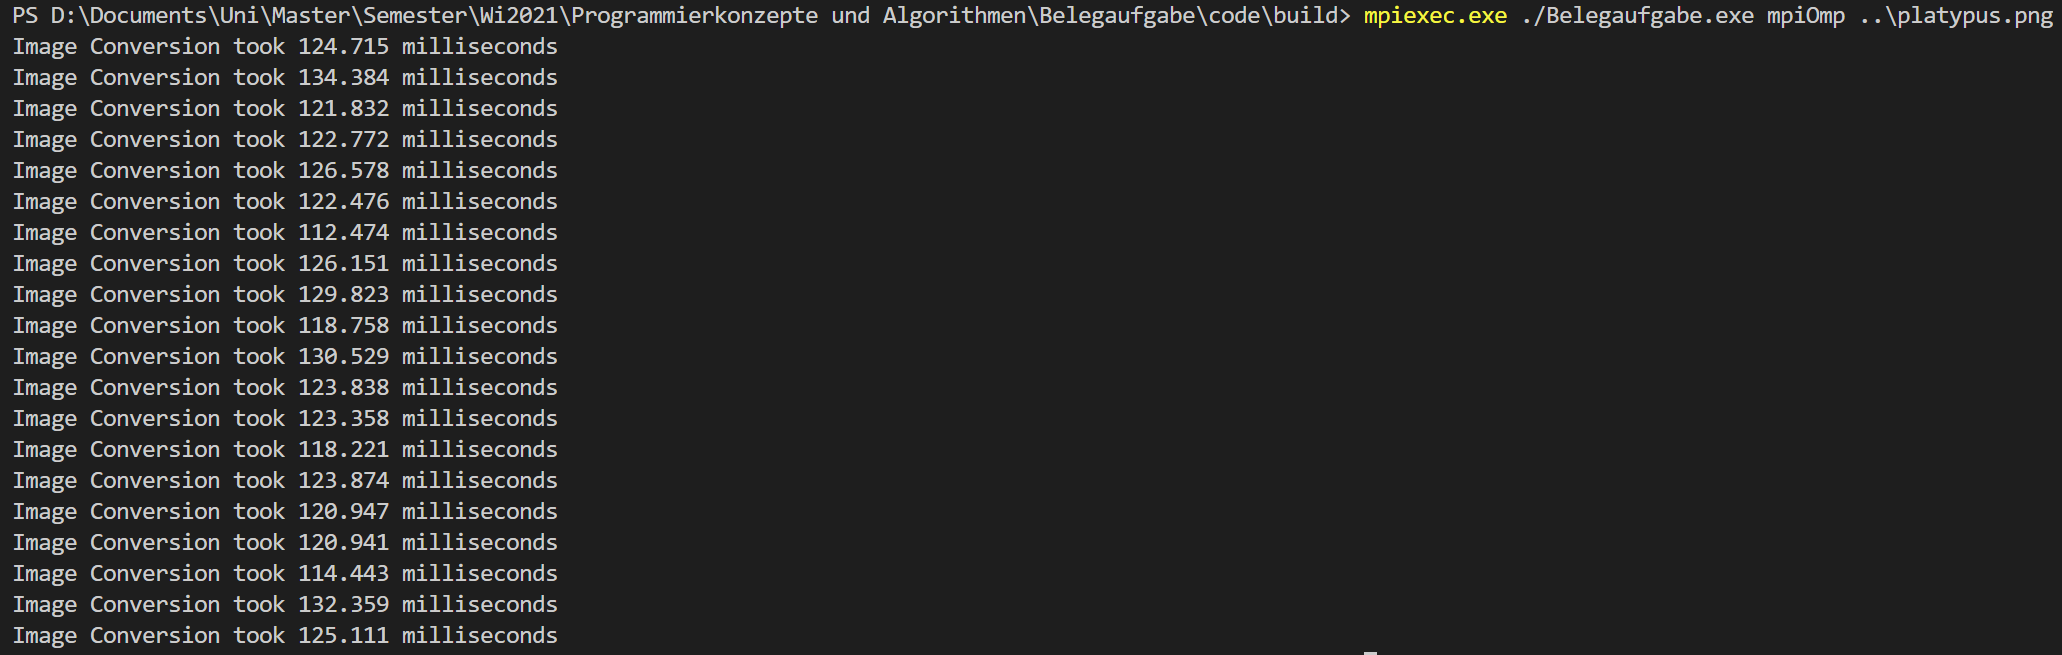 PS D:\Documents\Uni\Master\Semester\Wi2021\Programmierkonzepte und Algorithmen\Belegaufgabe\code\build> mpiexec.exe ./Belegaufgabe.exe mpiOmp ..\platypus.png
Image Conversion took 124.715 milliseconds
Image Conversion took 134.384 milliseconds
Image Conversion took 121.832 milliseconds
Image Conversion took 122.772 milliseconds
Image Conversion took 126.578 milliseconds
Image Conversion took 122.476 milliseconds
Image Conversion took 112.474 milliseconds
Image Conversion took 126.151 milliseconds
Image Conversion took 129.823 milliseconds
Image Conversion took 118.758 milliseconds
Image Conversion took 130.529 milliseconds
Image Conversion took 123.838 milliseconds
Image Conversion took 123.358 milliseconds
Image Conversion took 118.221 milliseconds
Image Conversion took 123.874 milliseconds
Image Conversion took 120.947 milliseconds
Image Conversion took 120.941 milliseconds
Image Conversion took 114.443 milliseconds
Image Conversion took 132.359 milliseconds
Image Conversion took 125.111 milliseconds